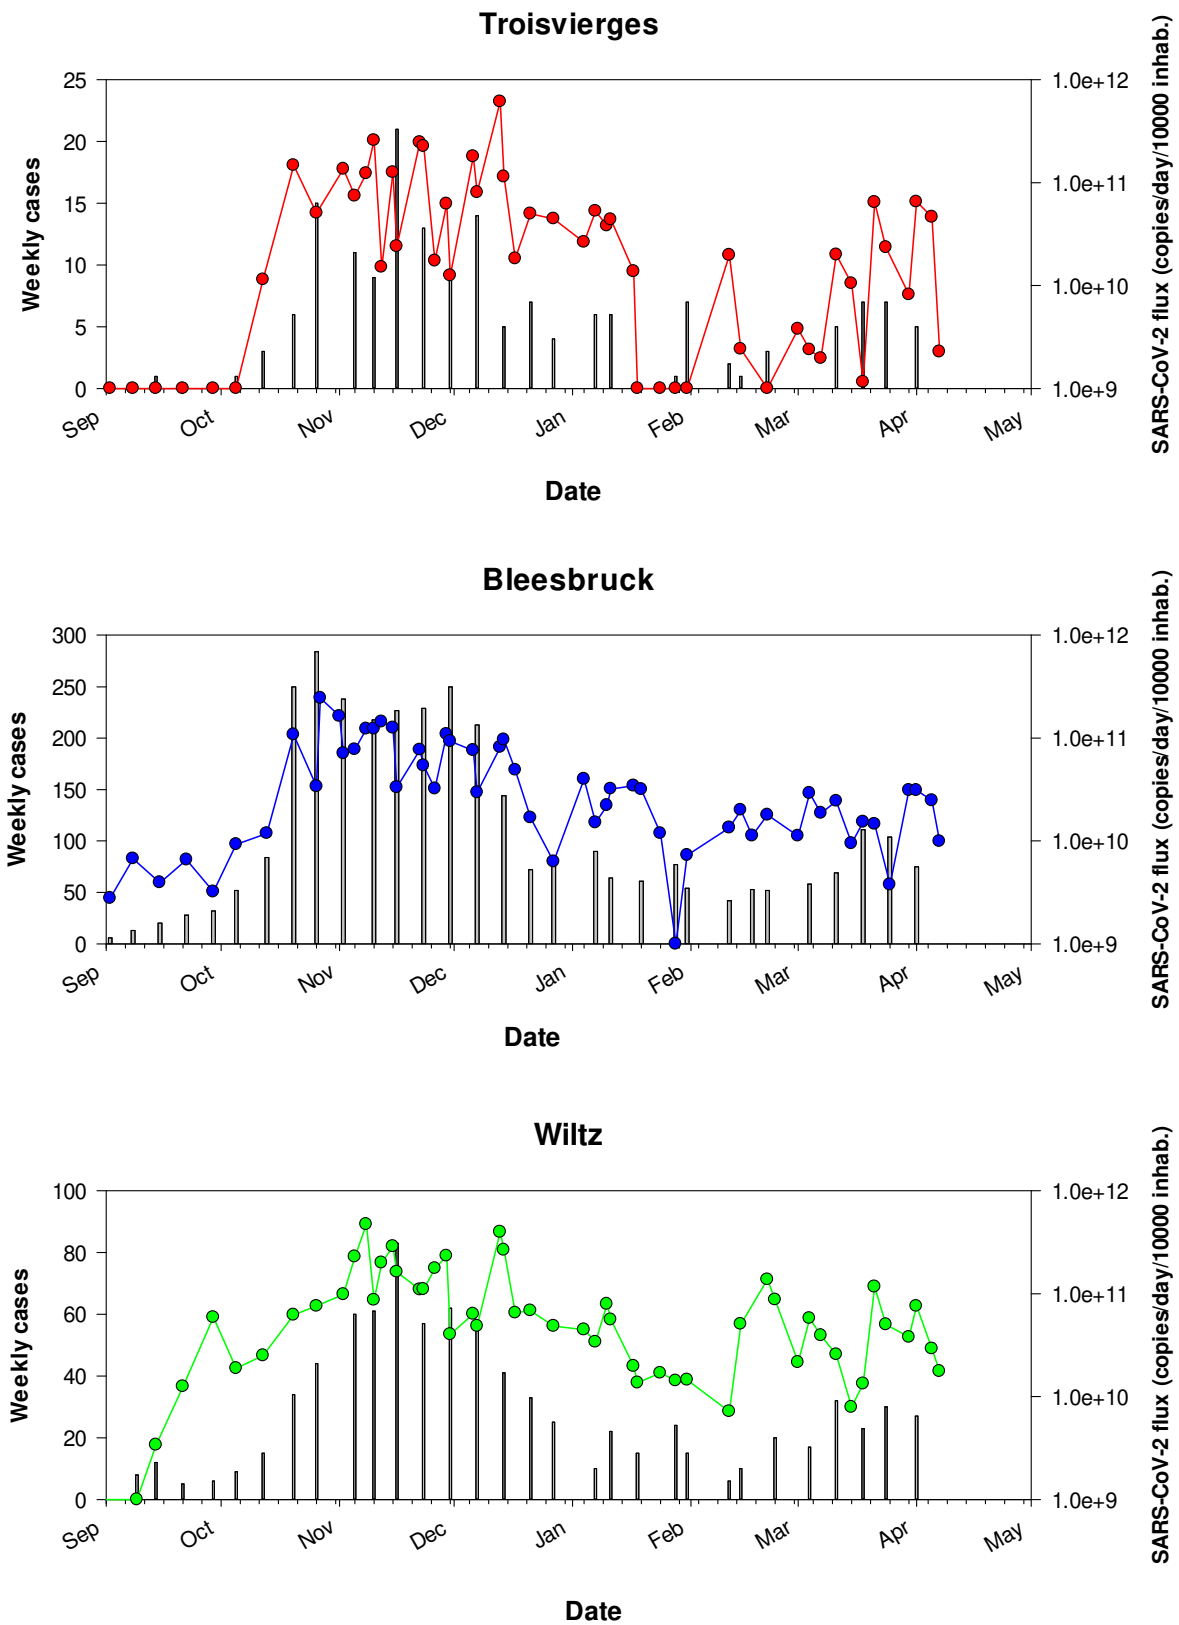 Troisvierges
25
20
15
10
5
0
1.0e+12
1.0e+11
1.0e+10
1.0e+9
Weekly cases
SARS-CoV-2 flux (copies/day/10000 inhab.)
Sep
Oct
Nov
Dec
Jan
Feb
Mar
Apr
May
Date
Bleesbruck
300
250
200
150
100
50
0
1.0e+12
1.0e+11
1.0e+10
1.0e+9
Weekly cases
SARS-CoV-2 flux (copies/day/10000 inhab.)
Sep
Oct
Nov
Dec
Jan
Feb
Mar
Apr
May
Date
Wiltz
100
80
60
40
20
0
1.0e+12
1.0e+11
1.0e+10
1.0e+9
Weekly cases
SARS-CoV-2 flux (copies/day/10000 inhab.)
Sep
Oct
Nov
Dec
Jan
Feb
Mar
Apr
May
Date